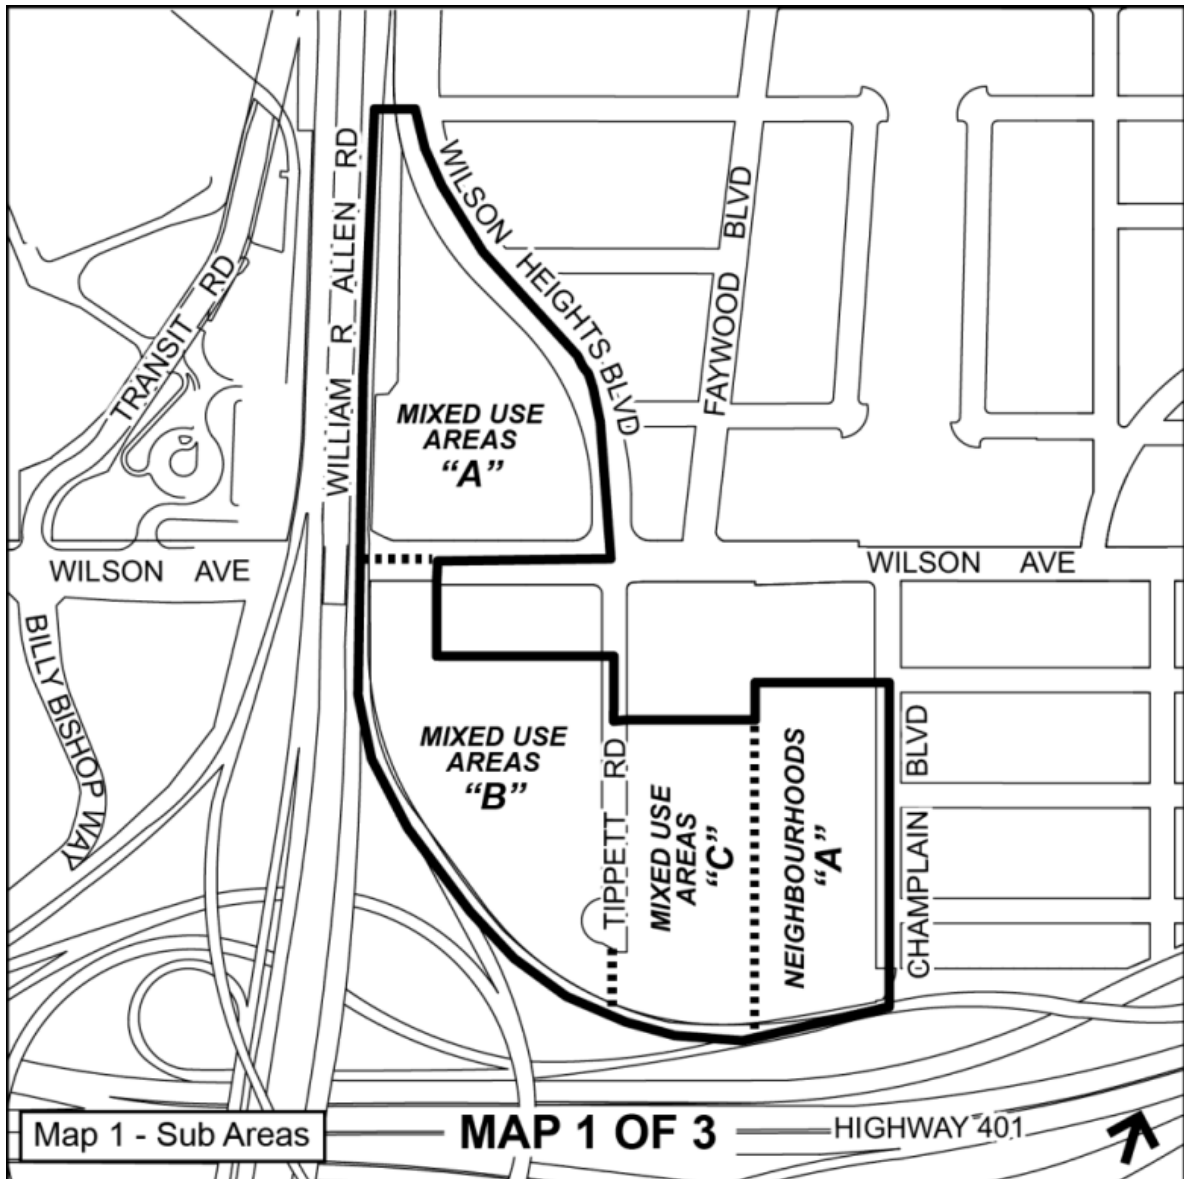 WILLIAM R ALLEN RD
WILSON HEIGHTS BLVD
FAYWOOD BLVD
TRANSIT RD
MIXED USE
AREAS
“A”
WILSON AVE
WILSON AVE
BILLY BISHOP WAY
MIXED USE
AREAS
“B”
TIPPETT RD
MIXED USE
AREAS
“C”
NEIGHBOURHOODS
“A”
CHAMPLAIN BLVD
Map 1 - Sub Areas
MAP 1 OF 3
HIGHWAY 401